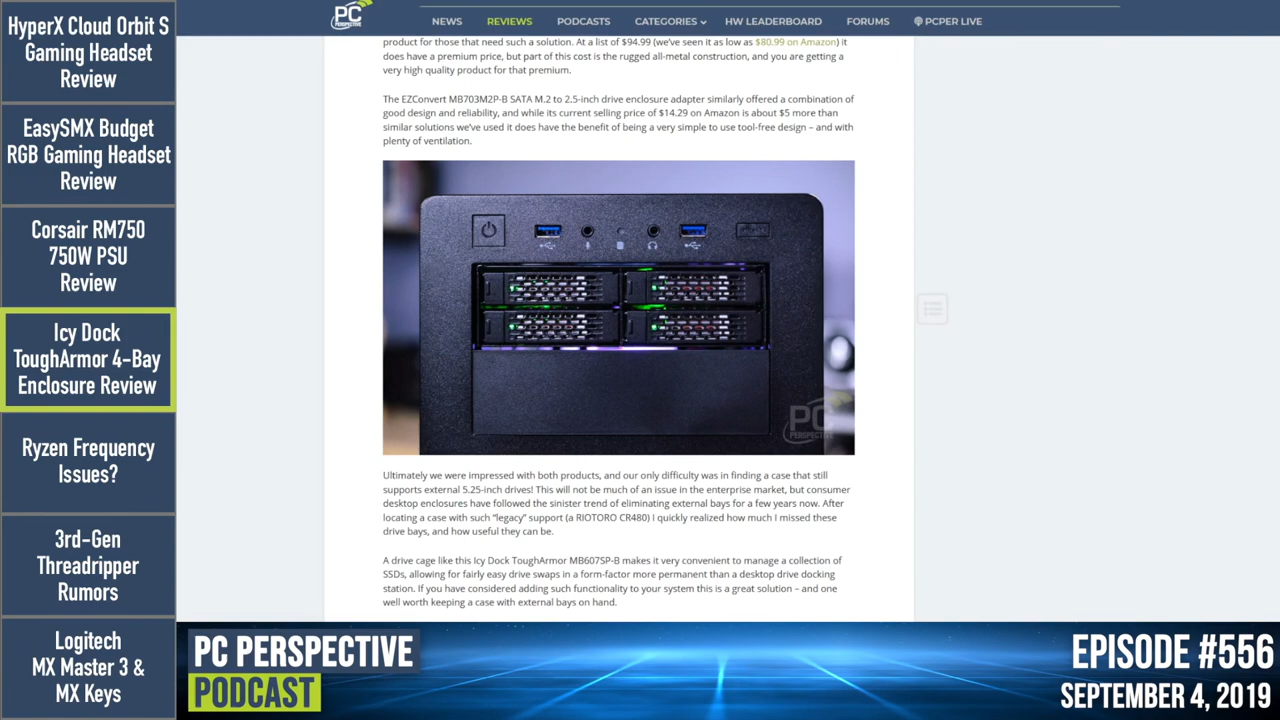 HyperX Cloud Orbit S
Gaming Headset
Review
EasySMX Budget
RGB Gaming Headset
Review
Corsair RM750
750W PSU
Review
Icy Dock
ToughArmor 4-Bay
Enclosure Review
Ryzen Frequency
Issues?
3rd-Gen
Threadripper
Rumors
Logitech
MX Master 3 &
MX Keys
PC
PERSPECTIVE
NEWS REVIEWS PODCASTS CATEGORIES HW LEADERBOARD FORUMS PCPER LIVE
product for those that need such a solution. At a list of $94.99 (we've seen it as low as $80.99 on Amazon) it
does have a premium price, but part of this cost is the rugged all-metal construction, and you are getting a
very high quality product for that premium.
The EZConvert MB703M2P-B SATA M.2 to 2.5-inch drive enclosure adapter similarly offered a combination of
good design and reliability, and while its current selling price of $14.29 on Amazon is about $5 more than
similar solutions we've used it does have the benefit of being a very simple to use tool-free design – and with
plenty of ventilation.
PC
PERSPECTIVE
Ultimately we were impressed with both products, and our only difficulty was in finding a case that still
supports external 5.25-inch drives! This will not be much of an issue in the enterprise market, but consumer
desktop enclosures have followed the sinister trend of eliminating external bays for a few years now. After
locating a case with such "legacy" support (a RIOTORO CR480) I quickly realized how much I missed these
drive bays, and how useful they can be.
A drive cage like this Icy Dock ToughArmor MB607SP-B makes it very convenient to manage a collection of
SSDs, allowing for fairly easy drive swaps in a form-factor more permanent than a desktop drive docking
station. If you have considered adding such functionality to your system this is a great solution – and one
well worth keeping a case with external bays on hand.
PC PERSPECTIVE
PODCAST
EPISODE #556
SEPTEMBER 4, 2019